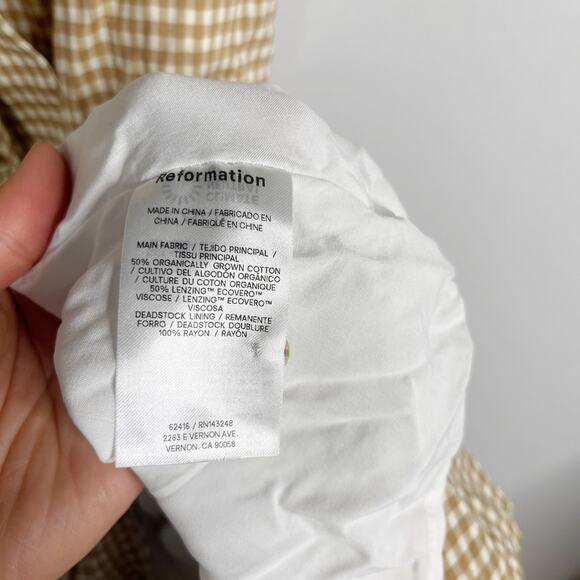 Reformation
MADE IN CHINA / FABRICADO EN
CHINA / FABRIQUÉ EN CHINE
MAIN FABRIC / TEJIDO PRINCIPAL /
TISSU PRINCIPAL
50% ORGANICALLY GROWN COTTON
/ CULTIVO DEL ALGODÓN ORGÁNICO
/ CULTURE DU COTON ORGANIQUE
50% LENZING™ ECOVERO™
VISCOSE / LENZING™ ECOVERO™
VISCOSA
DEADSTOCK LINING / REMANENTE
FORRO / DEADSTOCK DOUBLURE
100% RAYON / RAYÓN
62416 / RN143248
2263 E VERNON AVE.
VERNON, CA 90058
CLIMATE
NEUTRAL